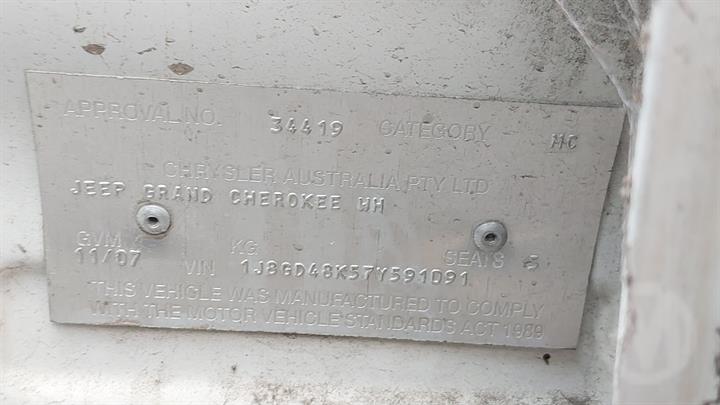 APPROVAL NO. 34419 CATEGORY MC
CHRYSLER AUSTRALIA PTY LTD
JEEP GRAND CHEROKEE WH
GVM KG SEATS 5
11/07 VIN 1J8GD48K57Y591091
THIS VEHICLE WAS MANUFACTURED TO COMPLY
WITH THE MOTOR VEHICLE STANDARDS ACT 1989